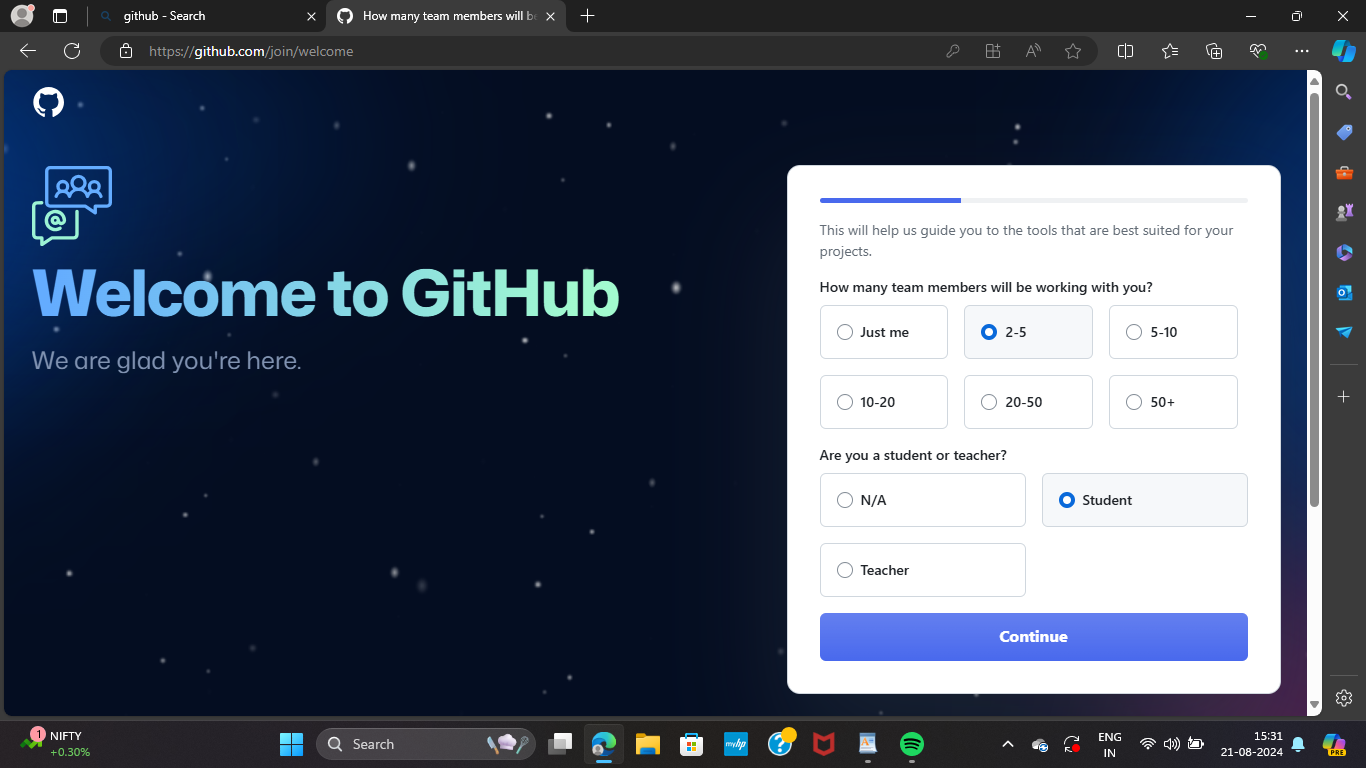 github - Search
How many team members will be
https://github.com/join/welcome
Welcome to GitHub
We are glad you're here.
This will help us guide you to the tools that are best suited for your
projects.
How many team members will be working with you?
Just me
2-5
5-10
10-20
20-50
50+
Are you a student or teacher?
N/A
Student
Teacher
Continue
1
NIFTY
+0.30%
Search
myhp
ENG
IN
15:31
21-08-2024
PRE